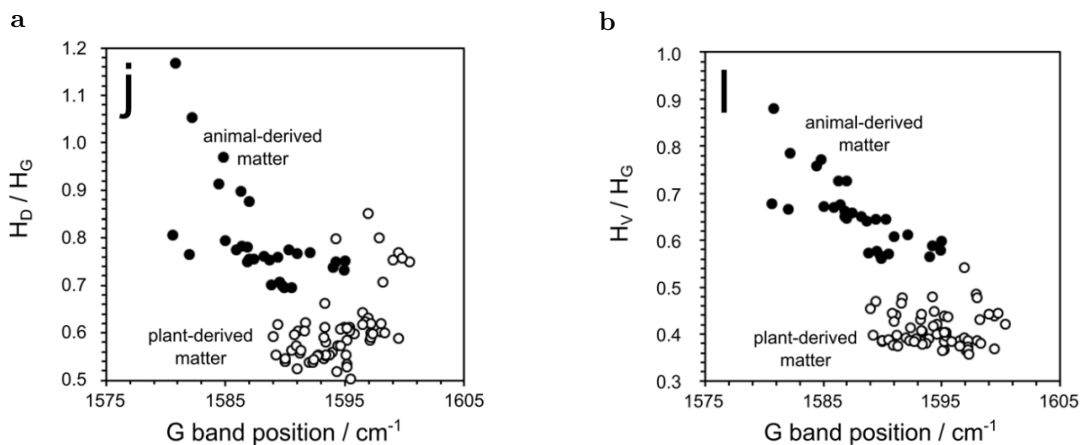 a
1.2
1.1
1.0
0.9
0.8
0.7
0.6
0.5
H_D / H_G
j
animal-derived
matter
plant-derived
matter
1575 1585 1595 1605
G band position / cm⁻¹
b
1.0
0.9
0.8
0.7
0.6
0.5
0.4
0.3
H_V / H_G
l
animal-derived
matter
plant-derived
matter
1575 1585 1595 1605
G band position / cm⁻¹